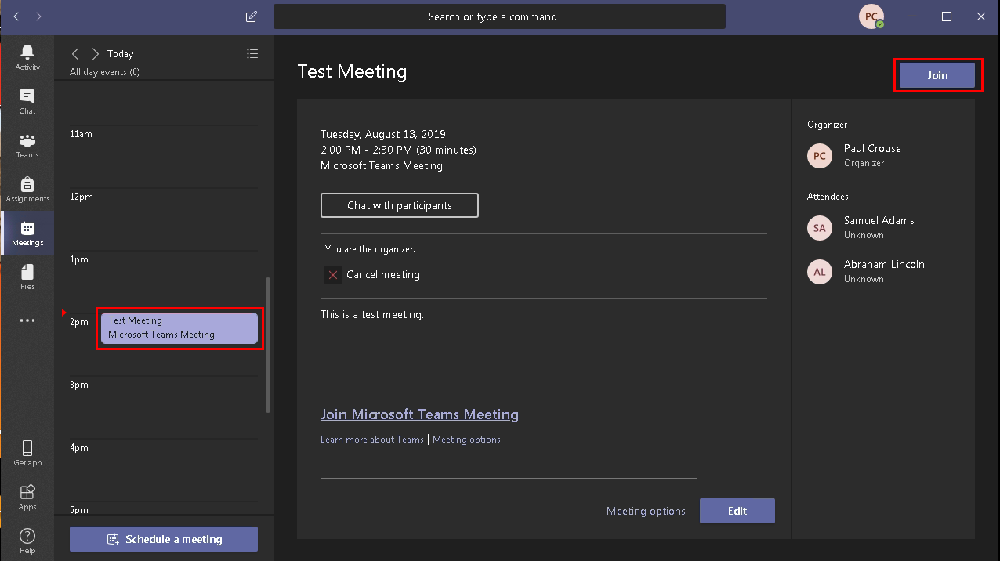 Search or type a command
PC
Activity
Chat
Teams
Assignments
Meetings
Files
Get app
Apps
Help
Today
All day events (0)
11am
12pm
1pm
2pm
Test Meeting
Microsoft Teams Meeting
3pm
4pm
5pm
Schedule a meeting
Test Meeting
Join
Tuesday, August 13, 2019
2:00 PM - 2:30 PM (30 minutes)
Microsoft Teams Meeting
Chat with participants
You are the organizer.
Cancel meeting
This is a test meeting.
Join Microsoft Teams Meeting
Learn more about Teams | Meeting options
Meeting options
Edit
Organizer
PC
Paul Crouse
Organizer
Attendees
SA
Samuel Adams
Unknown
AL
Abraham Lincoln
Unknown